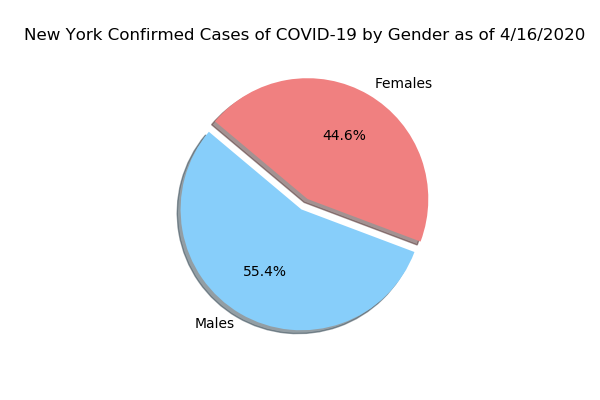 New York Confirmed Cases of COVID-19 by Gender as of 4/16/2020
Females
44.6%
55.4%
Males